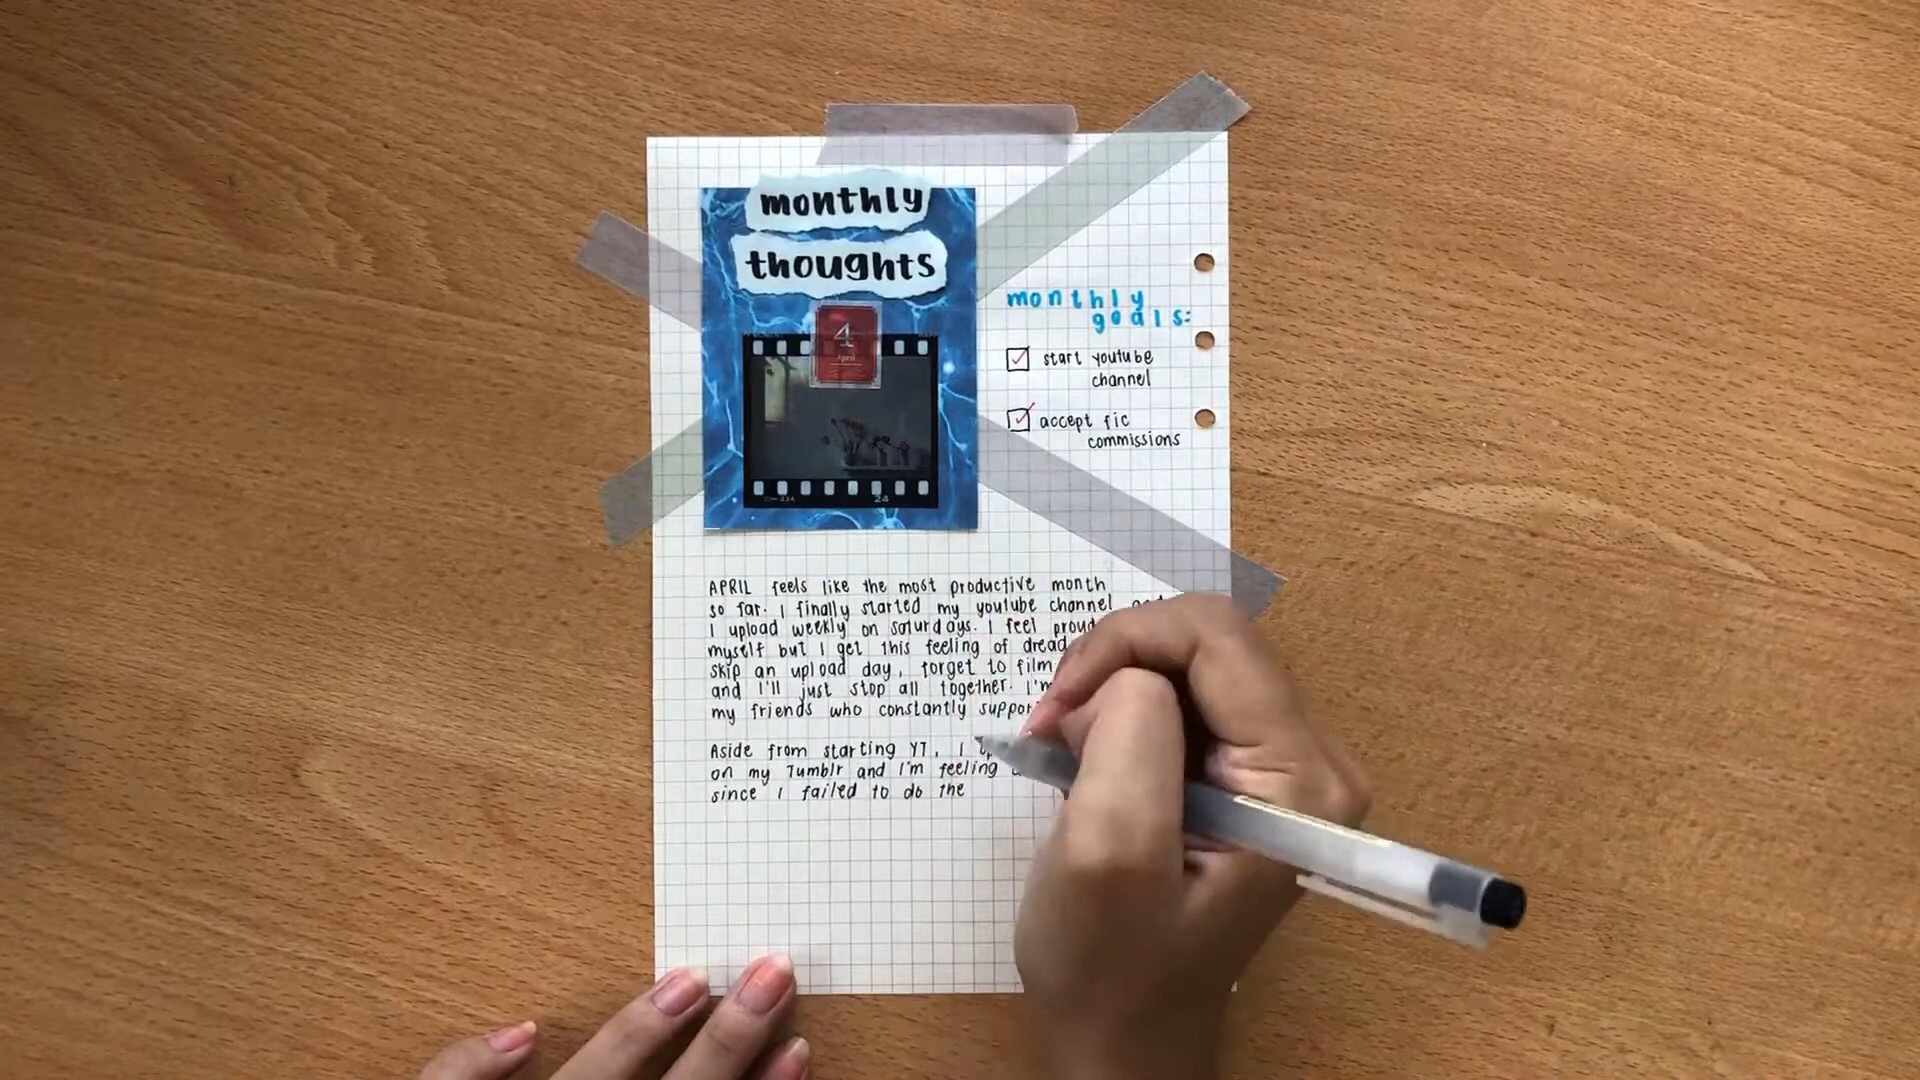 monthly
thoughts
4
April
24
monthly
goals:
start youtube
channel
accept fic
commissions
APRIL feels like the most productive month
so far. I finally started my youtube channel
I upload weekly on saturdays. I feel proud
myself but I get this feeling of dread
skip an upload day, forget to film
and I'll just stop all together. I'm
my friends who constantly
Aside from starting YT, I
on my Tumblr and I'm feeling
since I failed to do the